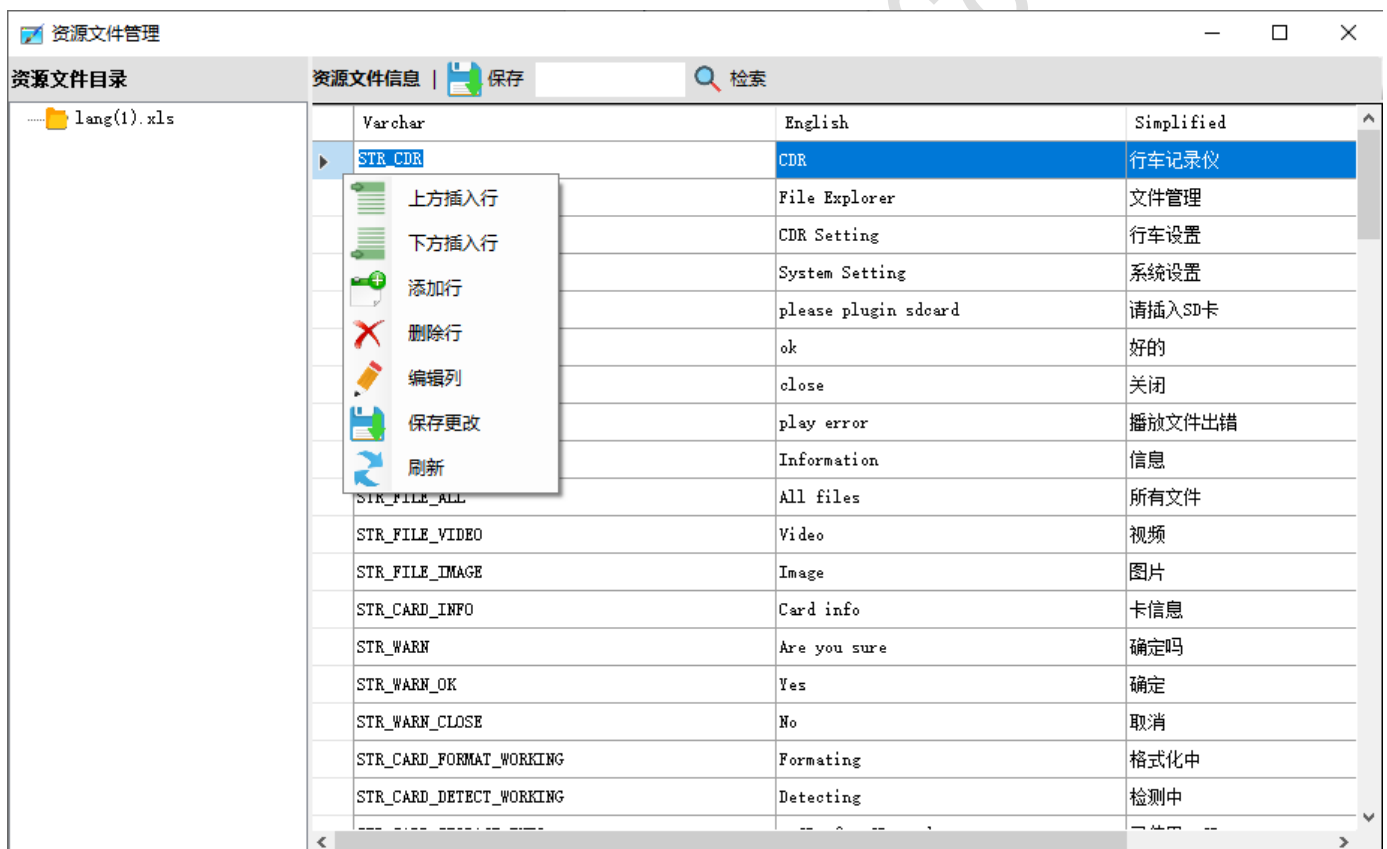 资源文件管理
资源文件目录
资源文件信息 | 保存 检索
lang(1).xls
Varchar English Simplified
STR_CDR CDR 行车记录仪
上方插入行 File Explorer 文件管理
下方插入行 CDR Setting 行车设置
添加行 System Setting 系统设置
删除行 please plugin sdcard 请插入SD卡
编辑列 ok 好的
close 关闭
保存更改 play error 播放文件出错
刷新 Information 信息
STR_FILE_ALL All files 所有文件
STR_FILE_VIDEO Video 视频
STR_FILE_IMAGE Image 图片
STR_CARD_INFO Card info 卡信息
STR_WARN Are you sure 确定吗
STR_WARN_OK Yes 确定
STR_WARN_CLOSE No 取消
STR_CARD_FORMAT_WORKING Formating 格式化中
STR_CARD_DETECT_WORKING Detecting 检测中